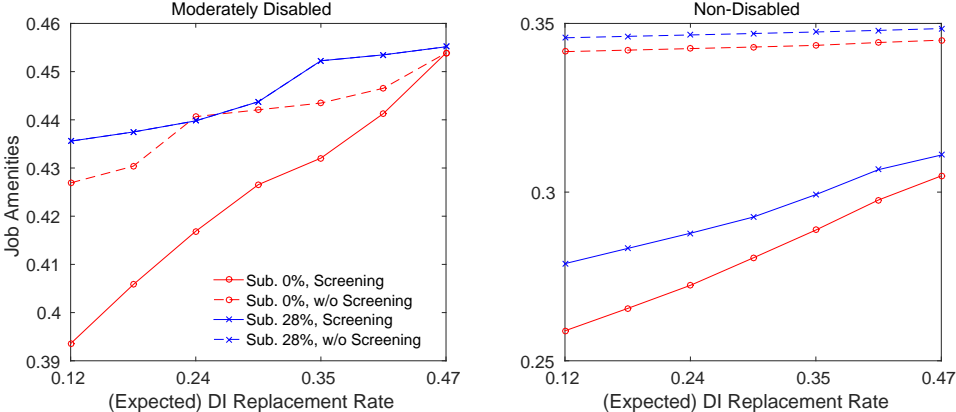 Moderately Disabled
Job Amenities
0.46
0.45
0.44
0.43
0.42
0.41
0.4
0.39
0.12
0.24
0.35
0.47
(Expected) DI Replacement Rate
Sub. 0%, Screening
Sub. 0%, w/o Screening
Sub. 28%, Screening
Sub. 28%, w/o Screening
Non-Disabled
0.35
0.3
0.25
0.12
0.24
0.35
0.47
(Expected) DI Replacement Rate